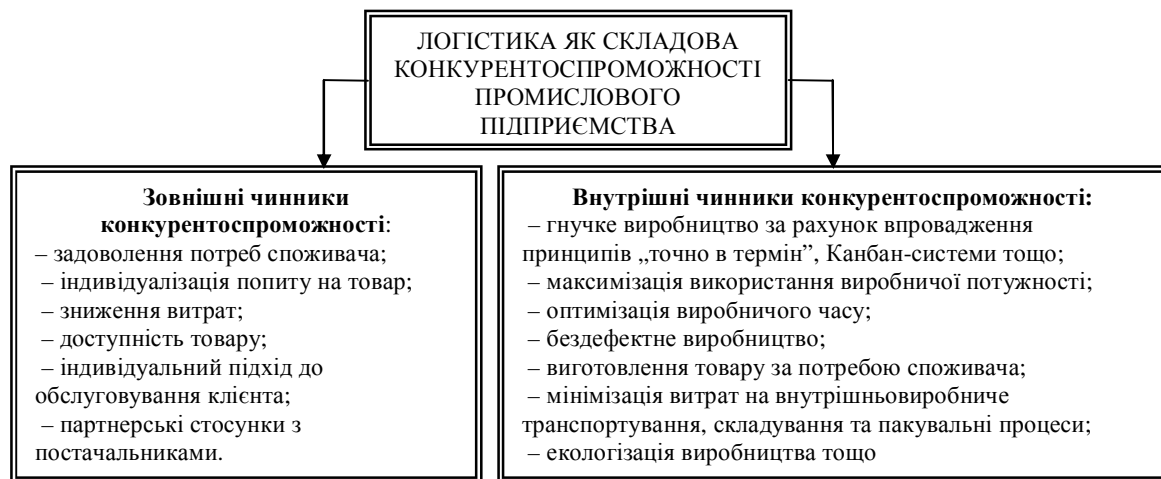 ЛОГІСТИКА ЯК СКЛАДОВА
КОНКУРЕНТОСПРОМОЖНОСТІ
ПРОМИСЛОВОГО
ПІДПРИЄМСТВА
Зовнішні чинники
конкурентоспроможності:
– задоволення потреб споживача;
– індивідуалізація попиту на товар;
– зниження витрат;
– доступність товару;
– індивідуальний підхід до
обслуговування клієнта;
– партнерські стосунки з
постачальниками.
Внутрішні чинники конкурентоспроможності:
– гнучке виробництво за рахунок впровадження
принципів „точно в термін”, Канбан-системи тощо;
– максимізація використання виробничої потужності;
– оптимізація виробничого часу;
– бездефектне виробництво;
– виготовлення товару за потребою споживача;
– мінімізація витрат на внутрішньовиробниче
транспортування, складування та пакувальні процеси;
– екологізація виробництва тощо